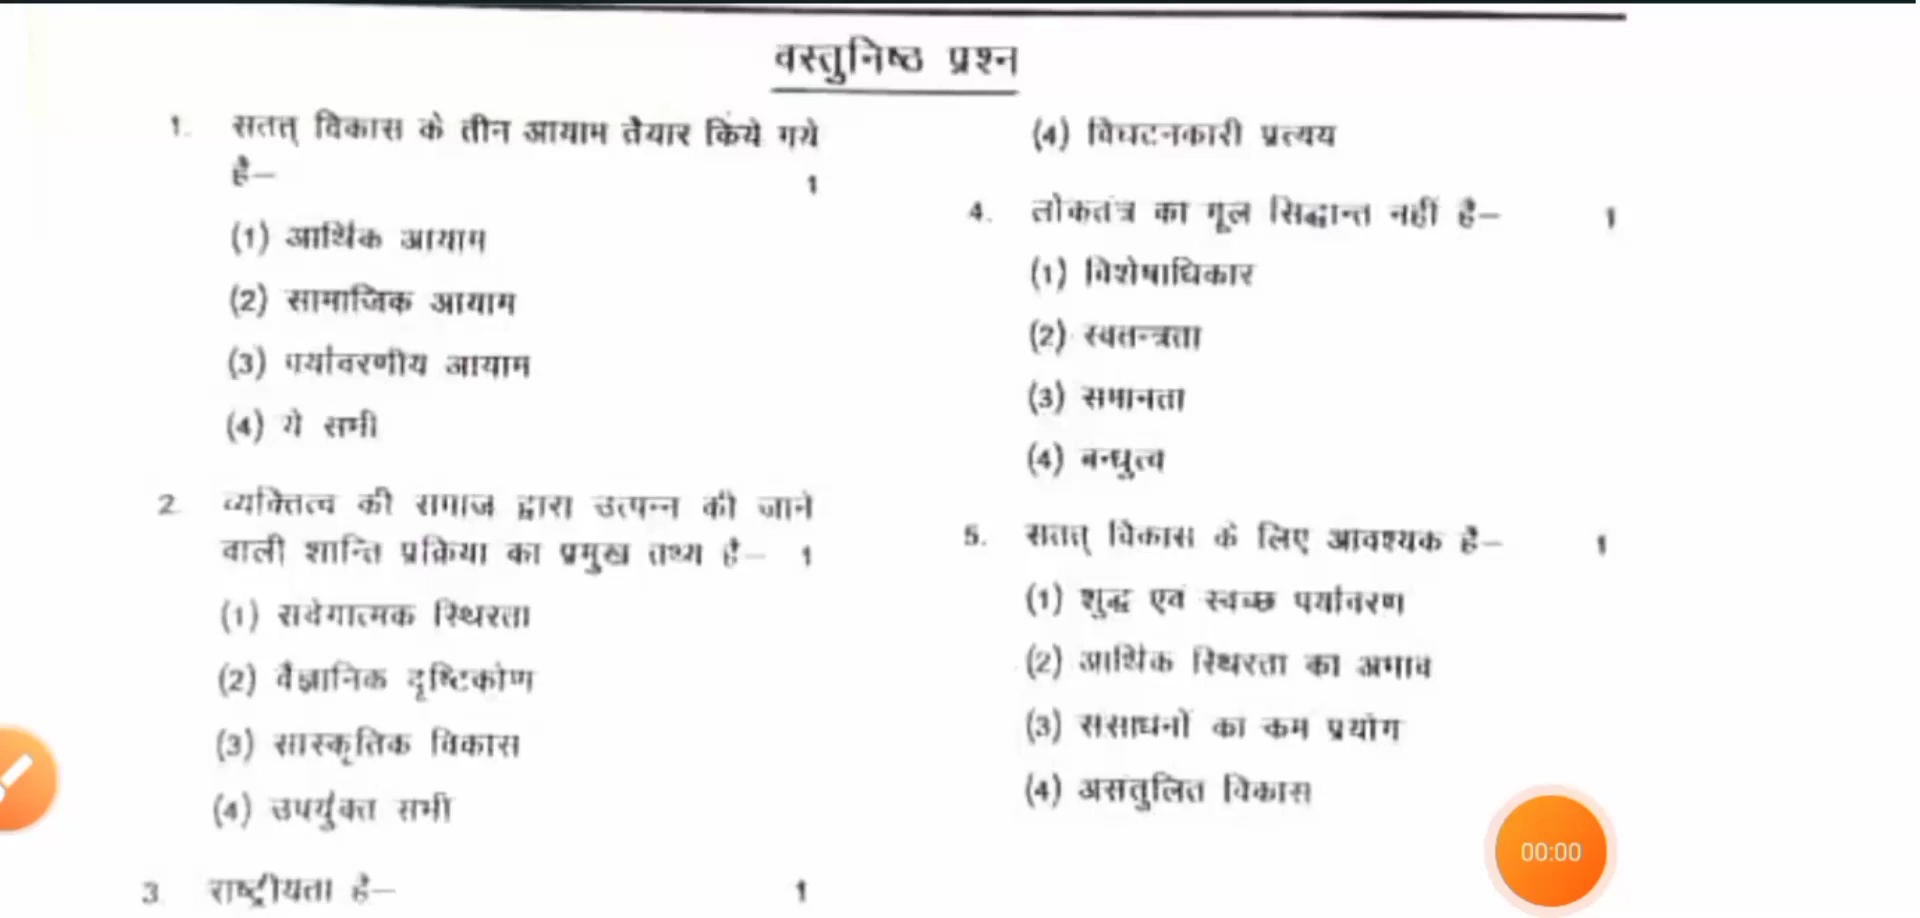 वस्तुनिष्ठ प्रश्न
1. सतत् विकास के तीन आयाम तैयार किये गये
है— 1
(1) आर्थिक आयाम
(2) सामाजिक आयाम
(3) पर्यावरणीय आयाम
(4) ये सभी
2. व्यक्तित्व की समाज द्वारा उत्पन्न की जाने
वाली शान्ति प्रक्रिया का प्रमुख तथ्य है— 1
(1) सवेगात्मक स्थिरता
(2) वैज्ञानिक दृष्टिकोण
(3) सास्कृतिक विकास
(4) उपर्युक्त सभी
3. राष्ट्रीयता है— 1
(4) विघटनकारी प्रत्यय
4. लोकतंत्र का मूल सिद्धान्त नहीं है— 1
(1) विशेषाधिकार
(2) स्वतन्त्रता
(3) समानता
(4) बन्धुत्व
5. सतत् विकास के लिए आवश्यक है— 1
(1) शुद्ध एवं स्वच्छ पर्यावरण
(2) आर्थिक स्थिरता का अभाव
(3) संसाधनों का कम प्रयोग
(4) असंतुलित विकास
00:00